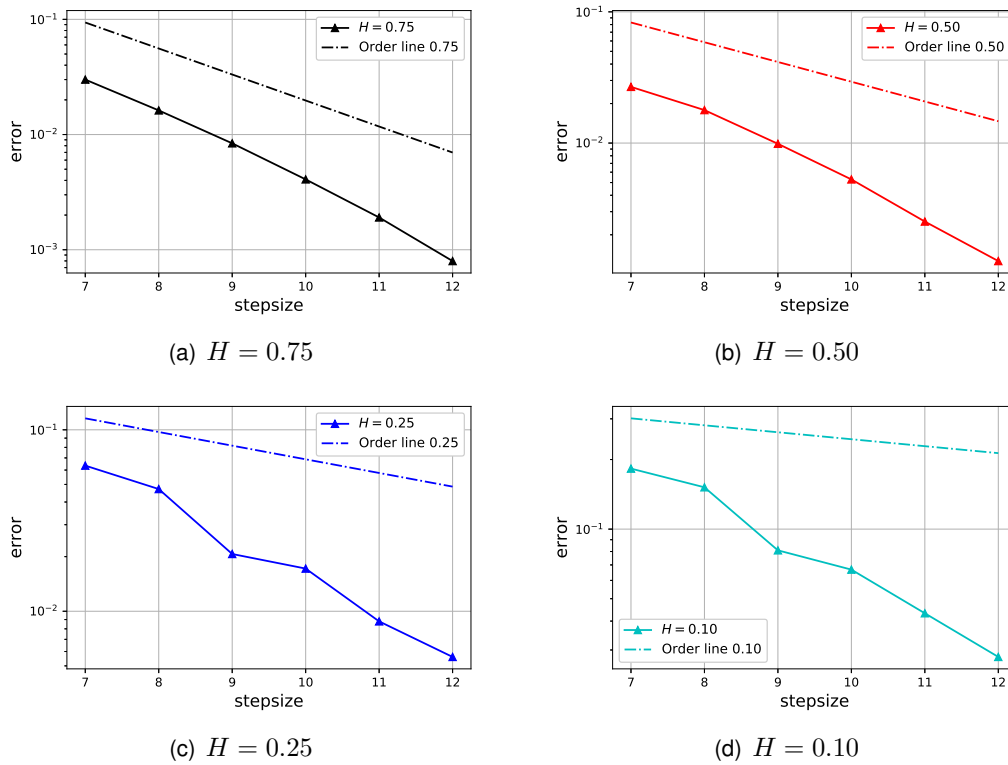 10⁻¹
10⁻²
10⁻³
error
7 8 9 10 11 12
stepsize
H = 0.75
Order line 0.75
(a) H = 0.75
10⁻¹
10⁻²
error
7 8 9 10 11 12
stepsize
H = 0.50
Order line 0.50
(b) H = 0.50
10⁻¹
10⁻²
error
7 8 9 10 11 12
stepsize
H = 0.25
Order line 0.25
(c) H = 0.25
10⁻¹
error
7 8 9 10 11 12
stepsize
H = 0.10
Order line 0.10
(d) H = 0.10